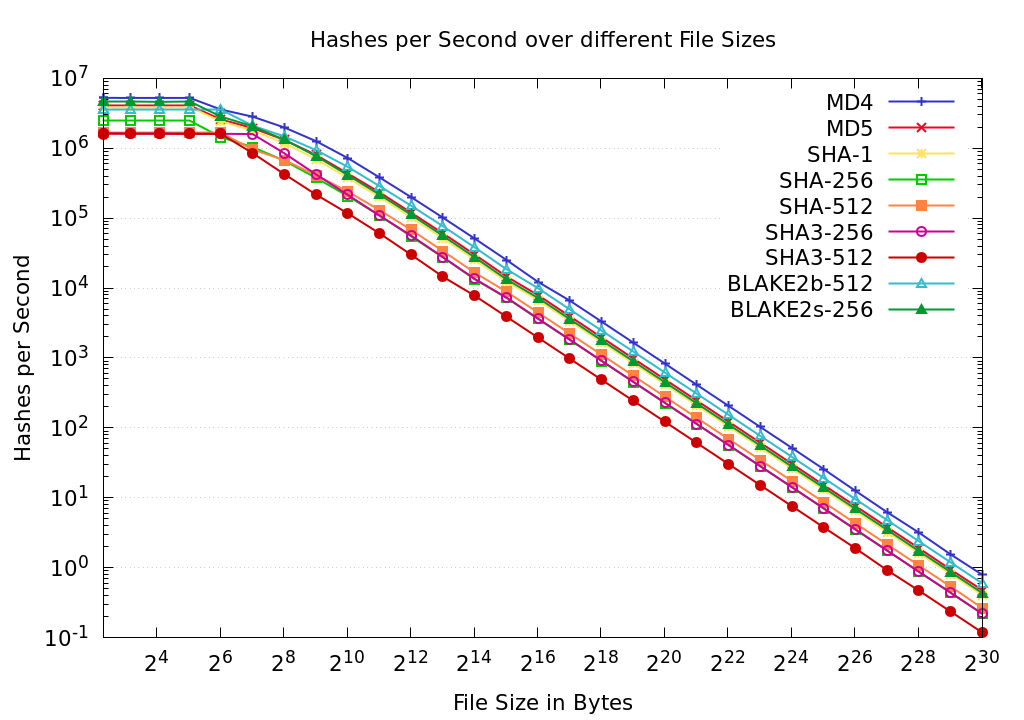 Hashes per Second over different File Sizes
Hashes per Second
10^7
10^6
10^5
10^4
10^3
10^2
10^1
10^0
10^-1
MD4
MD5
SHA-1
SHA-256
SHA-512
SHA3-256
SHA3-512
BLAKE2b-512
BLAKE2s-256
2^4 2^6 2^8 2^10 2^12 2^14 2^16 2^18 2^20 2^22 2^24 2^26 2^28 2^30
File Size in Bytes